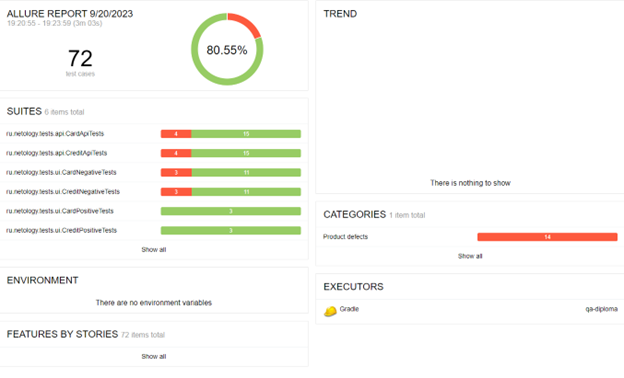 ALLURE REPORT 9/20/2023
19:20:55 - 19:23:59 (3m 03s)
72
test cases
80.55%
SUITES 6 items total
ru.netology.tests.api.CardApiTests 4 15
ru.netology.tests.api.CreditApiTests 4 15
ru.netology.tests.ui.CardNegativeTests 3 11
ru.netology.tests.ui.CreditNegativeTests 3 11
ru.netology.tests.ui.CardPositiveTests 3
ru.netology.tests.ui.CreditPositiveTests 3
Show all
ENVIRONMENT
There are no environment variables
FEATURES BY STORIES 72 items total
Show all
TREND
There is nothing to show
CATEGORIES 1 item total
Product defects 14
Show all
EXECUTORS
Gradle qa-diploma